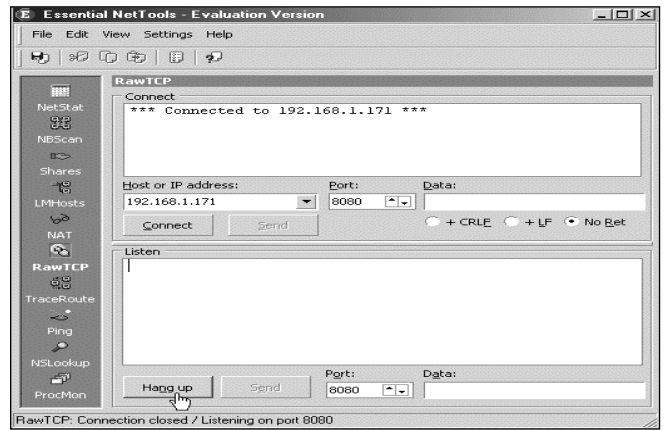 Essential NetTools - Evaluation Version
File Edit View Settings Help
NetStat
NBScan
Shares
LMHosts
NAT
RawTCP
TraceRoute
Ping
NSLookup
ProcMon
RawTCP
Connect
*** Connected to 192.168.1.171 ***
Host or IP address: Port: Data:
192.168.1.171 8080
Connect Send + CRLF + LF No Ret
Listen
Port: Data:
Hang up Send 8080
RawTCP: Connection closed / Listening on port 8080